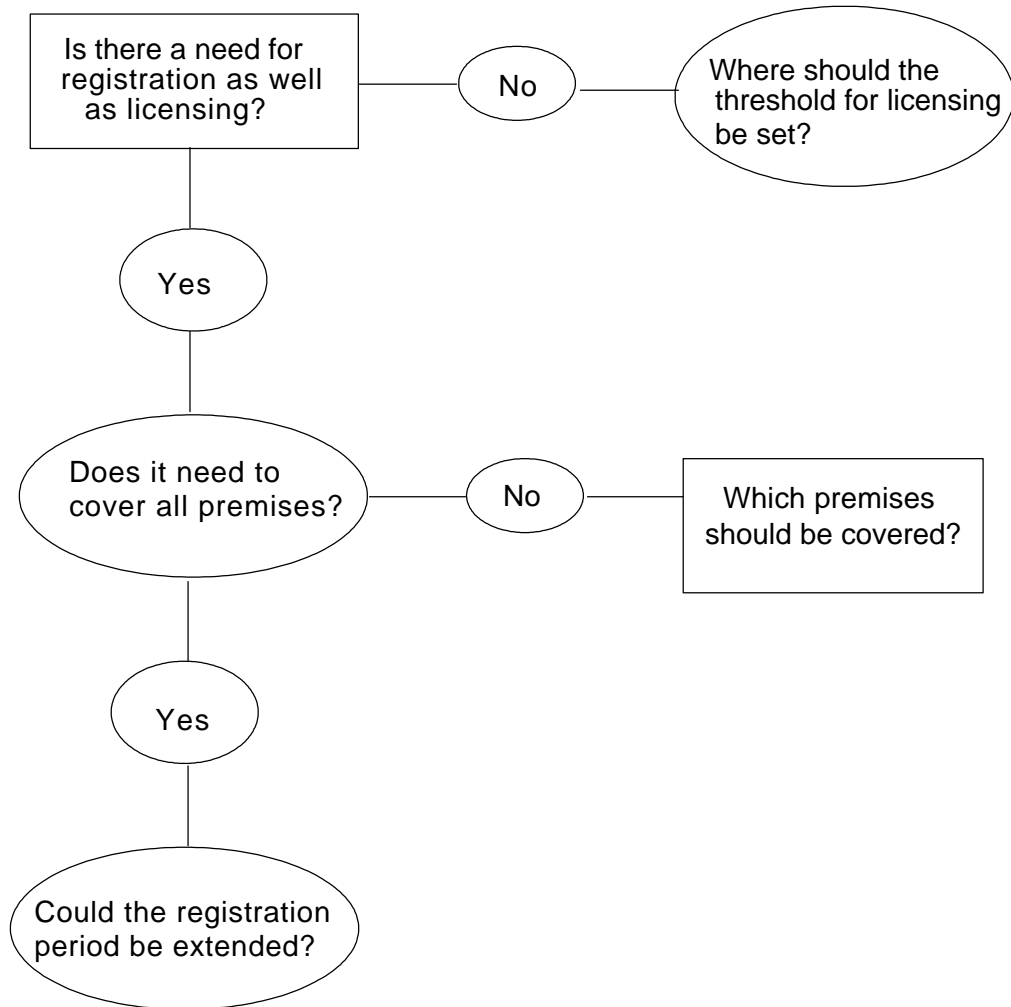 Is there a need for
registration as well
as licensing?
No
Where should the
threshold for licensing
be set?
Yes
Does it need to
cover all premises?
No
Which premises
should be covered?
Yes
Could the registration
period be extended?